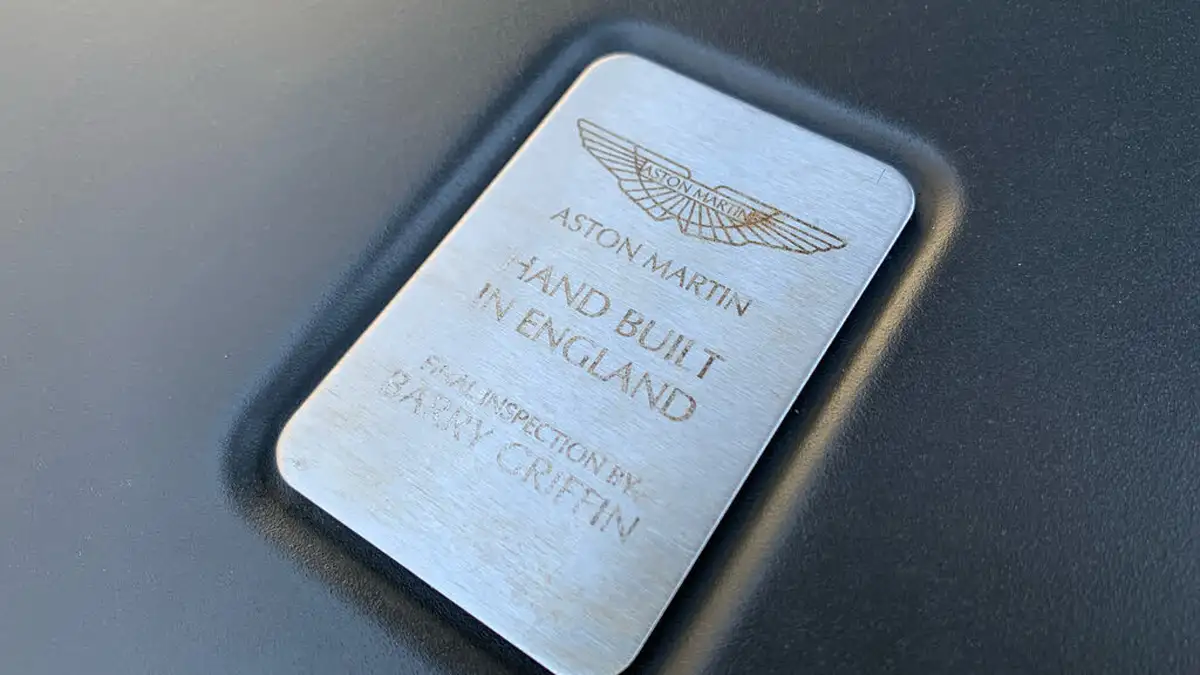 ASTON MARTIN
ASTON MARTIN
HAND BUILT
IN ENGLAND
FINAL INSPECTION BY:
BARRY GRIFFIN